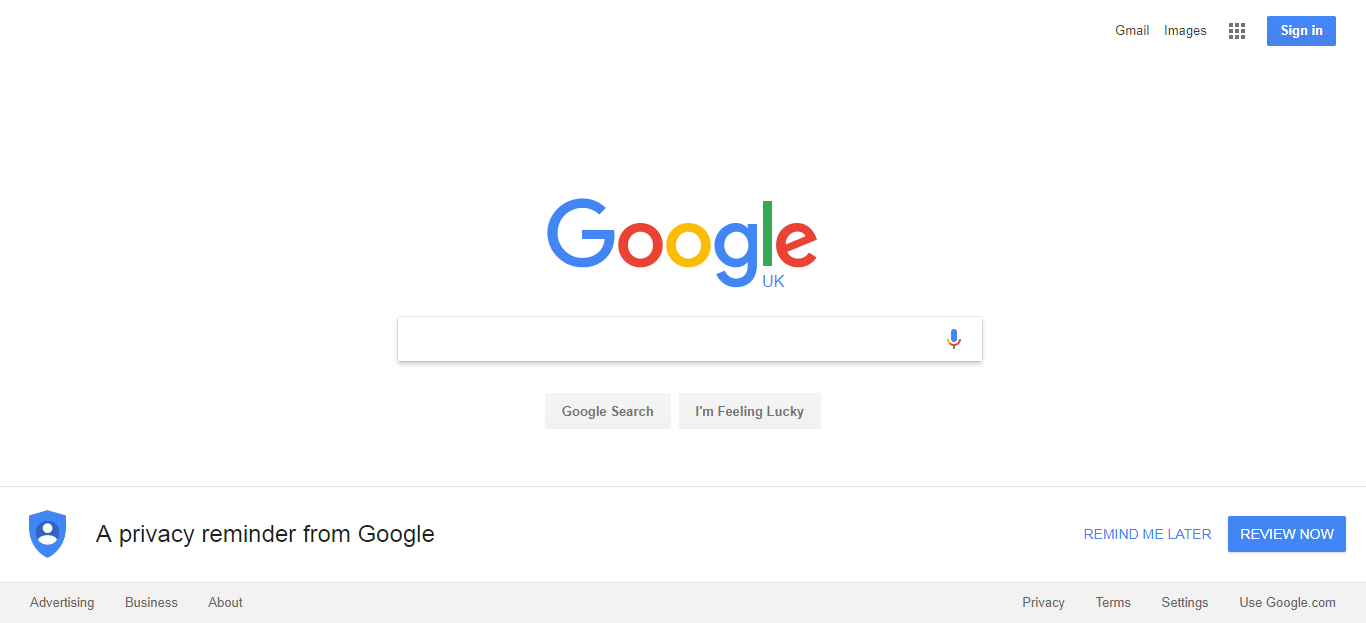 Gmail Images Sign in
Google
UK
Google Search I'm Feeling Lucky
A privacy reminder from Google REMIND ME LATER REVIEW NOW
Advertising Business About Privacy Terms Settings Use Google.com